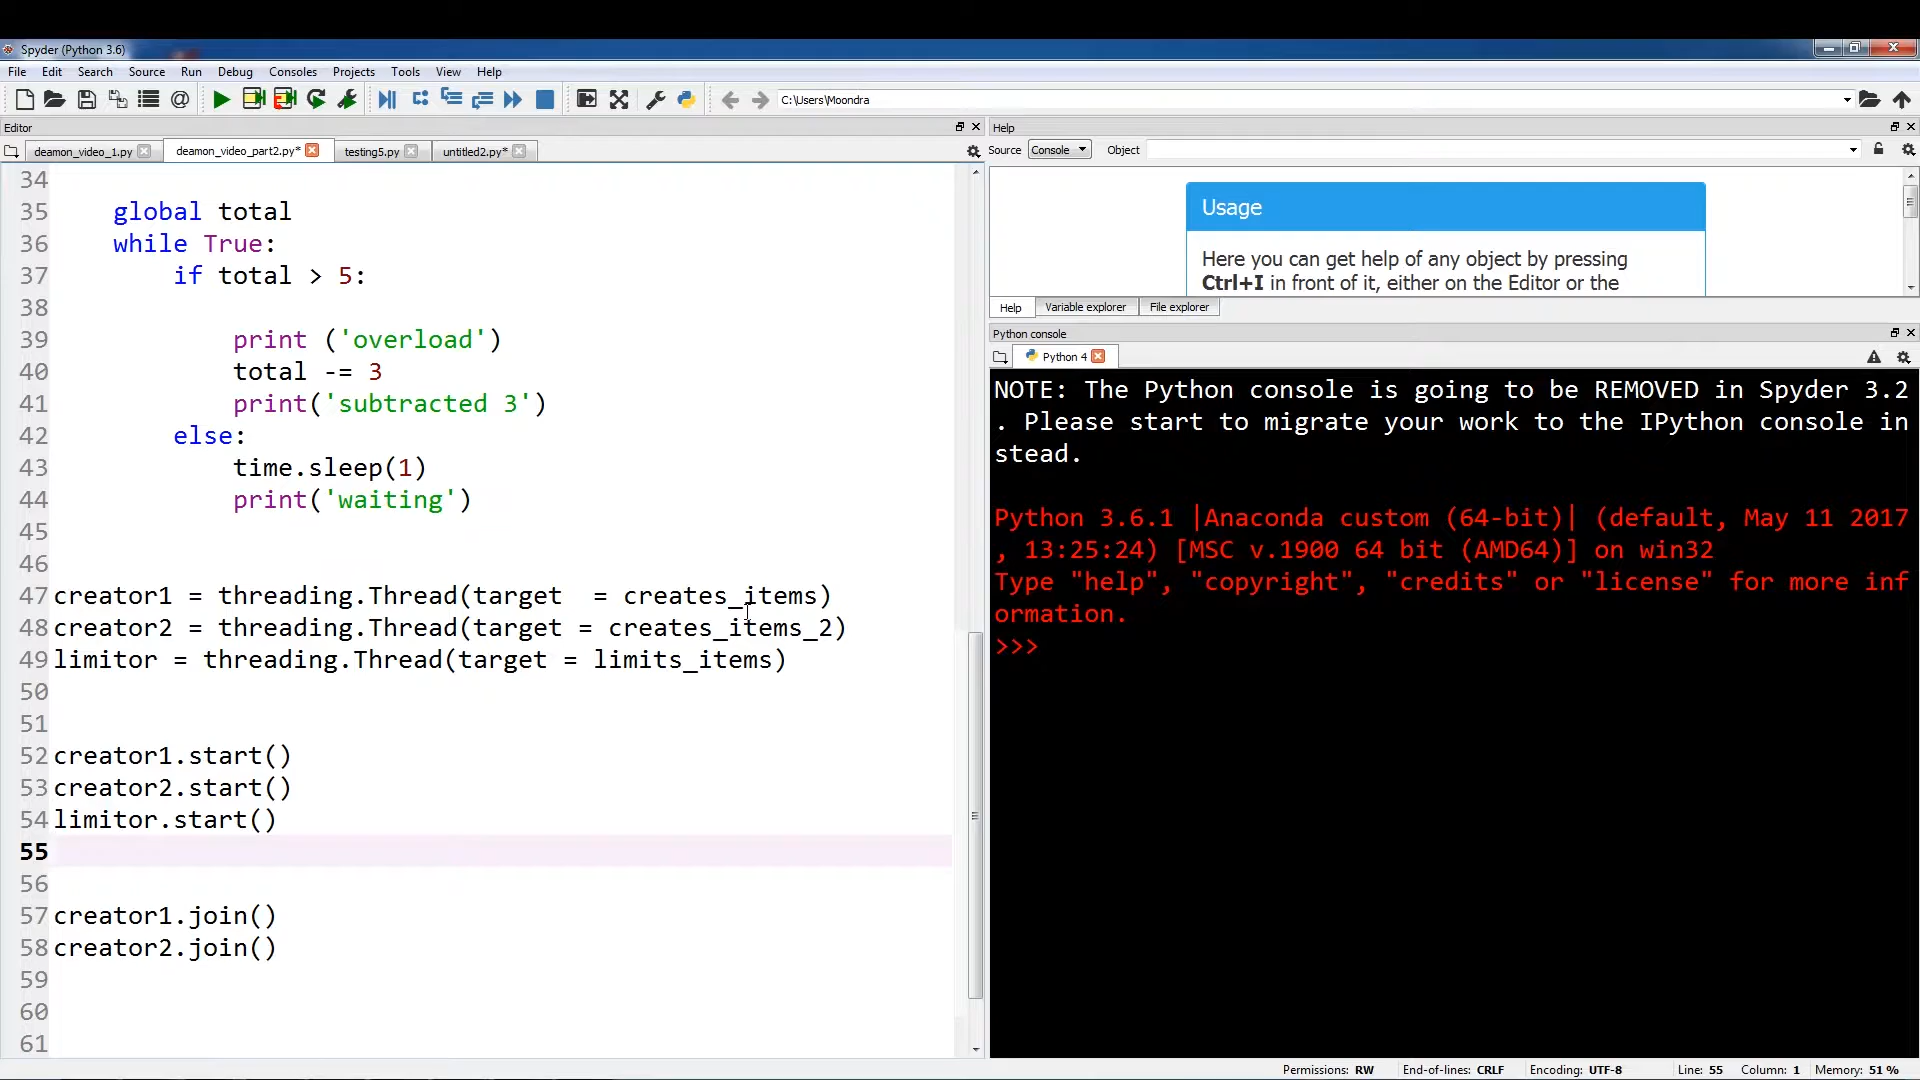 Spyder (Python 3.6)
File Edit Search Source Run Debug Consoles Projects Tools View Help
C:\Users\Moondra
Editor
deamon_video_1.py deamon_video_part2.py* testing5.py untitled2.py*
34
35 global total
36 while True:
37 if total > 5:
38
39 print ('overload')
40 total -= 3
41 print('subtracted 3')
42 else:
43 time.sleep(1)
44 print('waiting')
45
46
47 creator1 = threading.Thread(target  = creates_items)
48 creator2 = threading.Thread(target = creates_items_2)
49 limitor = threading.Thread(target = limits_items)
50
51
52 creator1.start()
53 creator2.start()
54 limitor.start()
55
56
57 creator1.join()
58 creator2.join()
59
60
61
Help
Source Console Object
Usage
Here you can get help of any object by pressing
Ctrl+I in front of it, either on the Editor or the
Help Variable explorer File explorer
Python console
Python 4
NOTE: The Python console is going to be REMOVED in Spyder 3.2
. Please start to migrate your work to the IPython console in
stead.
Python 3.6.1 |Anaconda custom (64-bit)| (default, May 11 2017
, 13:25:24) [MSC v.1900 64 bit (AMD64)] on win32
Type "help", "copyright", "credits" or "license" for more inf
ormation.
>>>
Permissions: RW End-of-lines: CRLF Encoding: UTF-8 Line: 55 Column: 1 Memory: 51 %